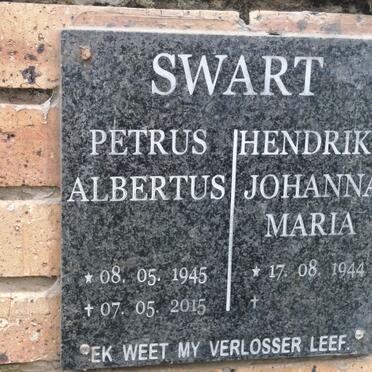 SWART
PETRUS
ALBERTUS
★ 08. 05. 1945
✝ 07. 05. 2015
HENDRIK
JOHANNA
MARIA
★ 17. 08. 1944
✝
EK WEET MY VERLOSSER LEEF.